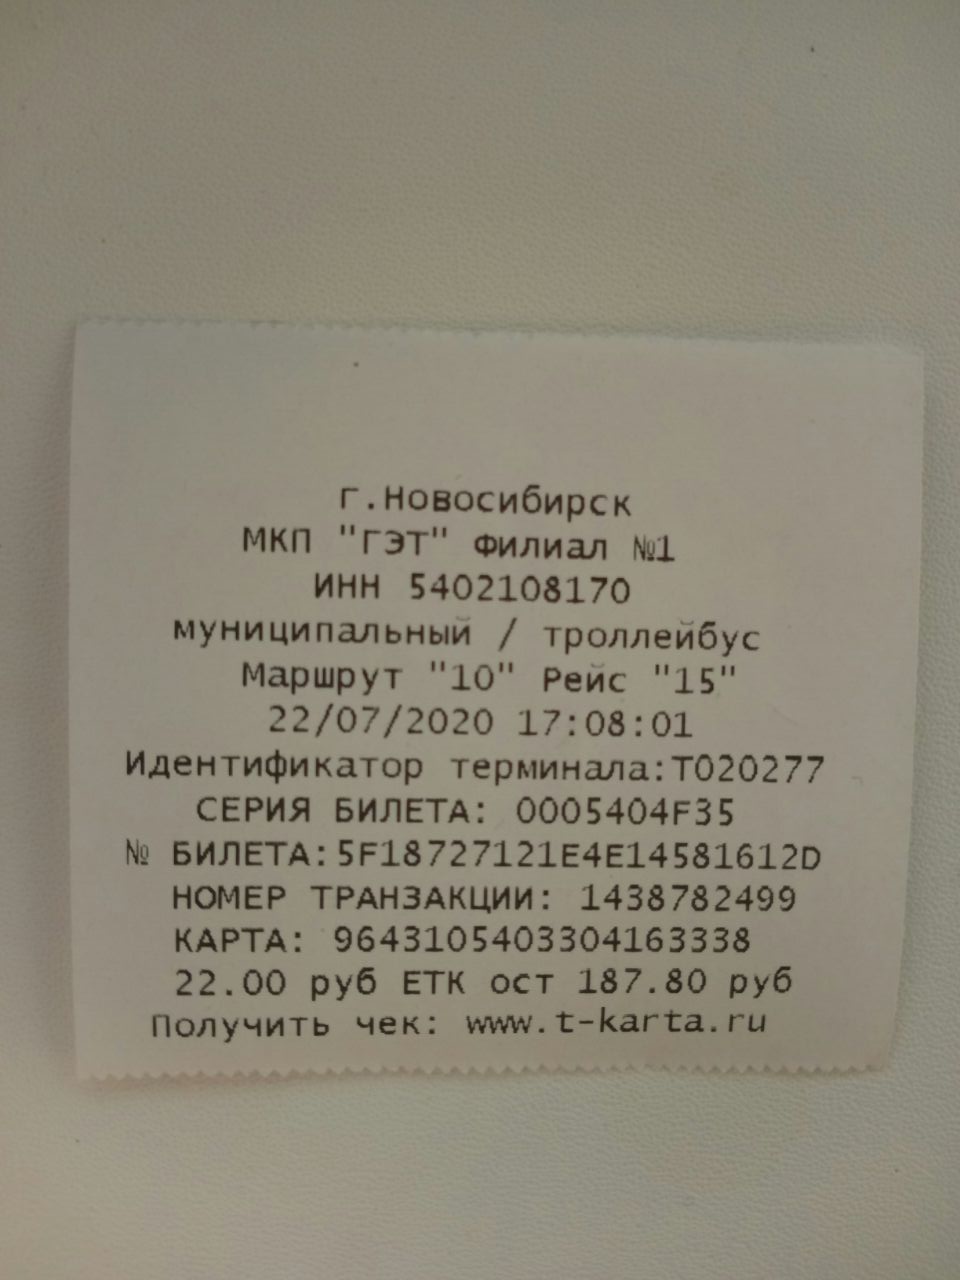 г.Новосибирск
МКП "ГЭТ" Филиал №1
ИНН 5402108170
муниципальный / троллейбус
Маршрут "10" Рейс "15"
22/07/2020 17:08:01
Идентификатор терминала:Т020277
СЕРИЯ БИЛЕТА: 0005404F35
№ БИЛЕТА:5F18727121E4E14581612D
НОМЕР ТРАНЗАКЦИИ: 1438782499
КАРТА: 9643105403304163338
22.00 руб ЕТК ост 187.80 руб
Получить чек: www.t-karta.ru